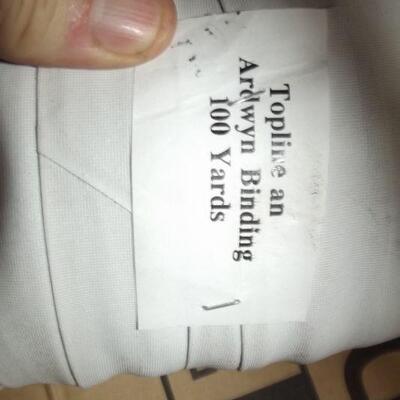 Topline an
Ardwyn Binding
100 Yards